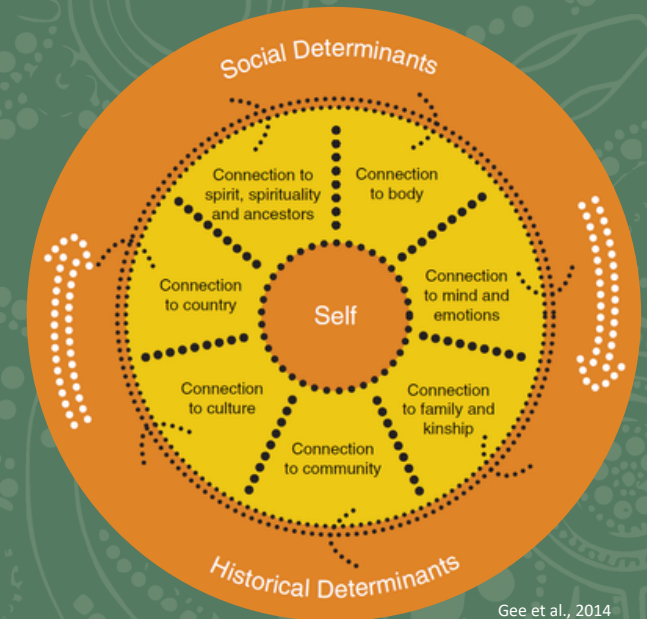 Social Determinants
Connection to
spirit, spirituality
and ancestors
Connection
to body
Connection
to country
Self
Connection
to mind and
emotions
Connection
to culture
Connection
to family and
kinship
Connection
to community
Historical Determinants
Gee et al., 2014